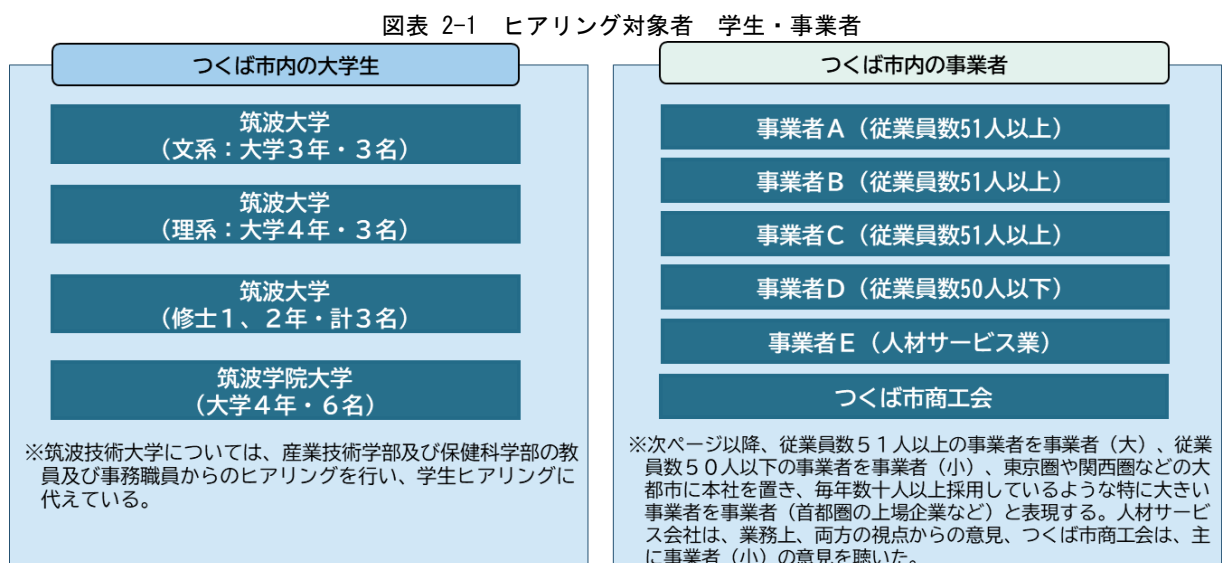 図表 2-1　ヒアリング対象者　学生・事業者
つくば市内の大学生
筑波大学
（文系：大学３年・３名）
筑波大学
（理系：大学４年・３名）
筑波大学
（修士１、２年・計３名）
筑波学院大学
（大学４年・６名）
※筑波技術大学については、産業技術学部及び保健科学部の教
員及び事務職員からのヒアリングを行い、学生ヒアリングに
代えている。
つくば市内の事業者
事業者Ａ（従業員数51人以上）
事業者Ｂ（従業員数51人以上）
事業者Ｃ（従業員数51人以上）
事業者Ｄ（従業員数50人以下）
事業者Ｅ（人材サービス業）
つくば市商工会
※次ページ以降、従業員数５１人以上の事業者を事業者（大）、従業
員数５０人以下の事業者を事業者（小）、東京圏や関西圏などの大
都市に本社を置き、毎年数十人以上採用しているような特に大きい
事業者を事業者（首都圏の上場企業など）と表現する。人材サービ
ス会社は、業務上、両方の視点からの意見、つくば市商工会は、主
に事業者（小）の意見を聴いた。